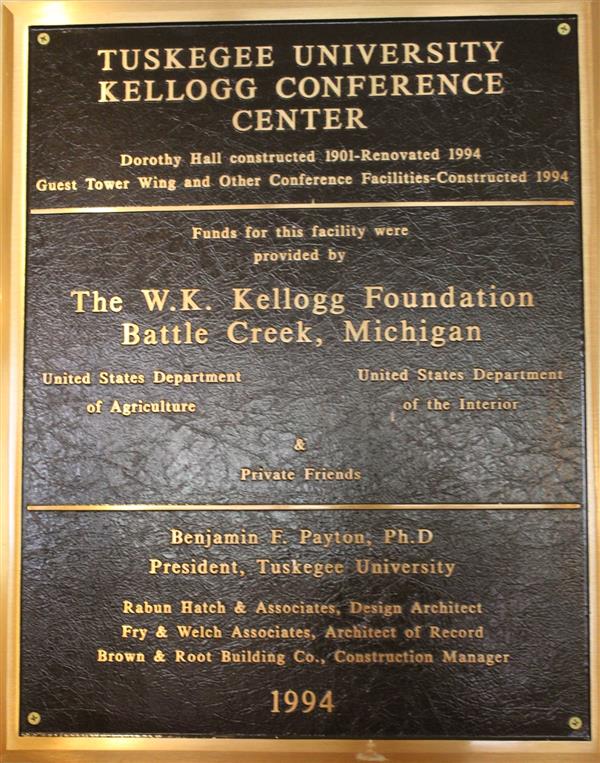 TUSKEGEE UNIVERSITY
KELLOGG CONFERENCE
CENTER
Dorothy Hall constructed 1901-Renovated 1994
Guest Tower Wing and Other Conference Facilities-Constructed 1994
Funds for this facility were
provided by
The W.K. Kellogg Foundation
Battle Creek, Michigan
United States Department United States Department
of Agriculture of the Interior
&
Private Friends
Benjamin F. Payton, Ph.D
President, Tuskegee University
Rabun Hatch & Associates, Design Architect
Fry & Welch Associates, Architect of Record
Brown & Root Building Co., Construction Manager
1994